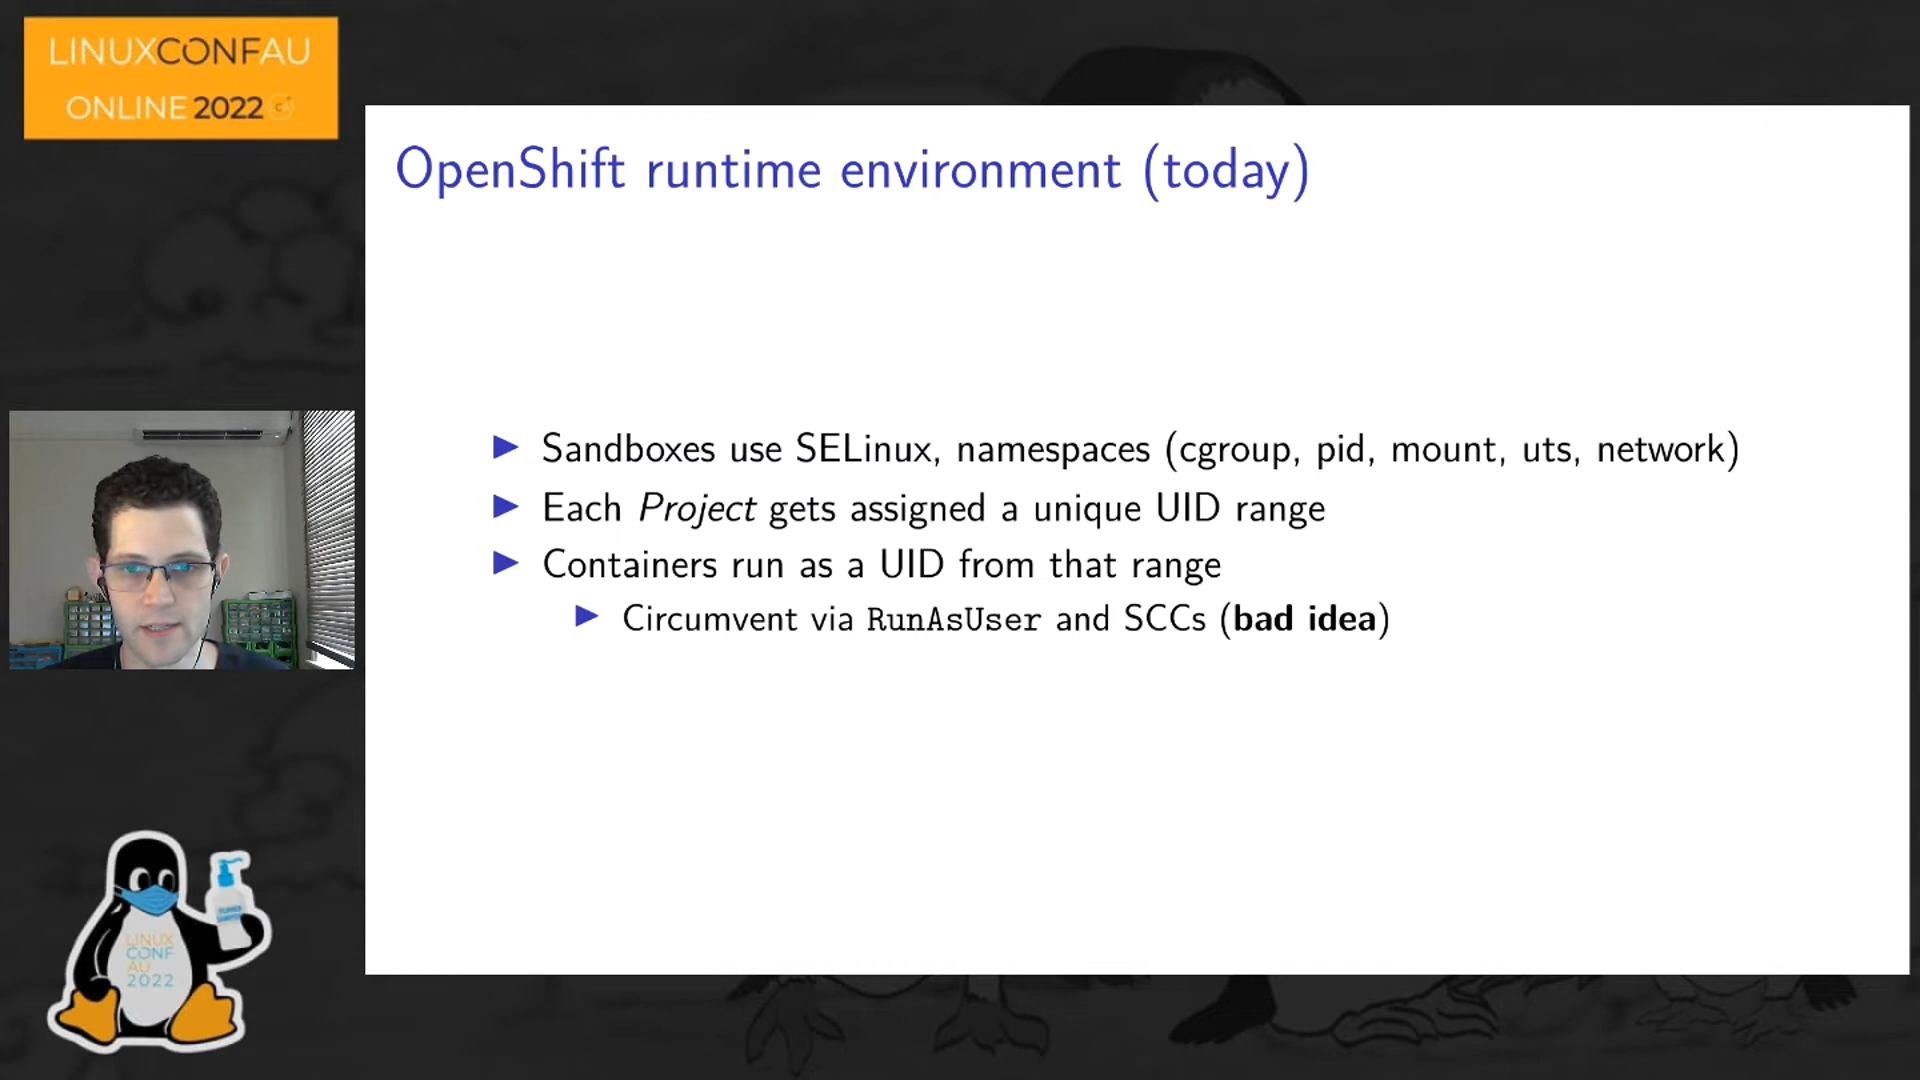 LINUXCONFAU
ONLINE 2022
OpenShift runtime environment (today)
Sandboxes use SELinux, namespaces (cgroup, pid, mount, uts, network)
Each Project gets assigned a unique UID range
Containers run as a UID from that range
Circumvent via RunAsUser and SCCs (bad idea)
LINUX
CONF
AU
2022